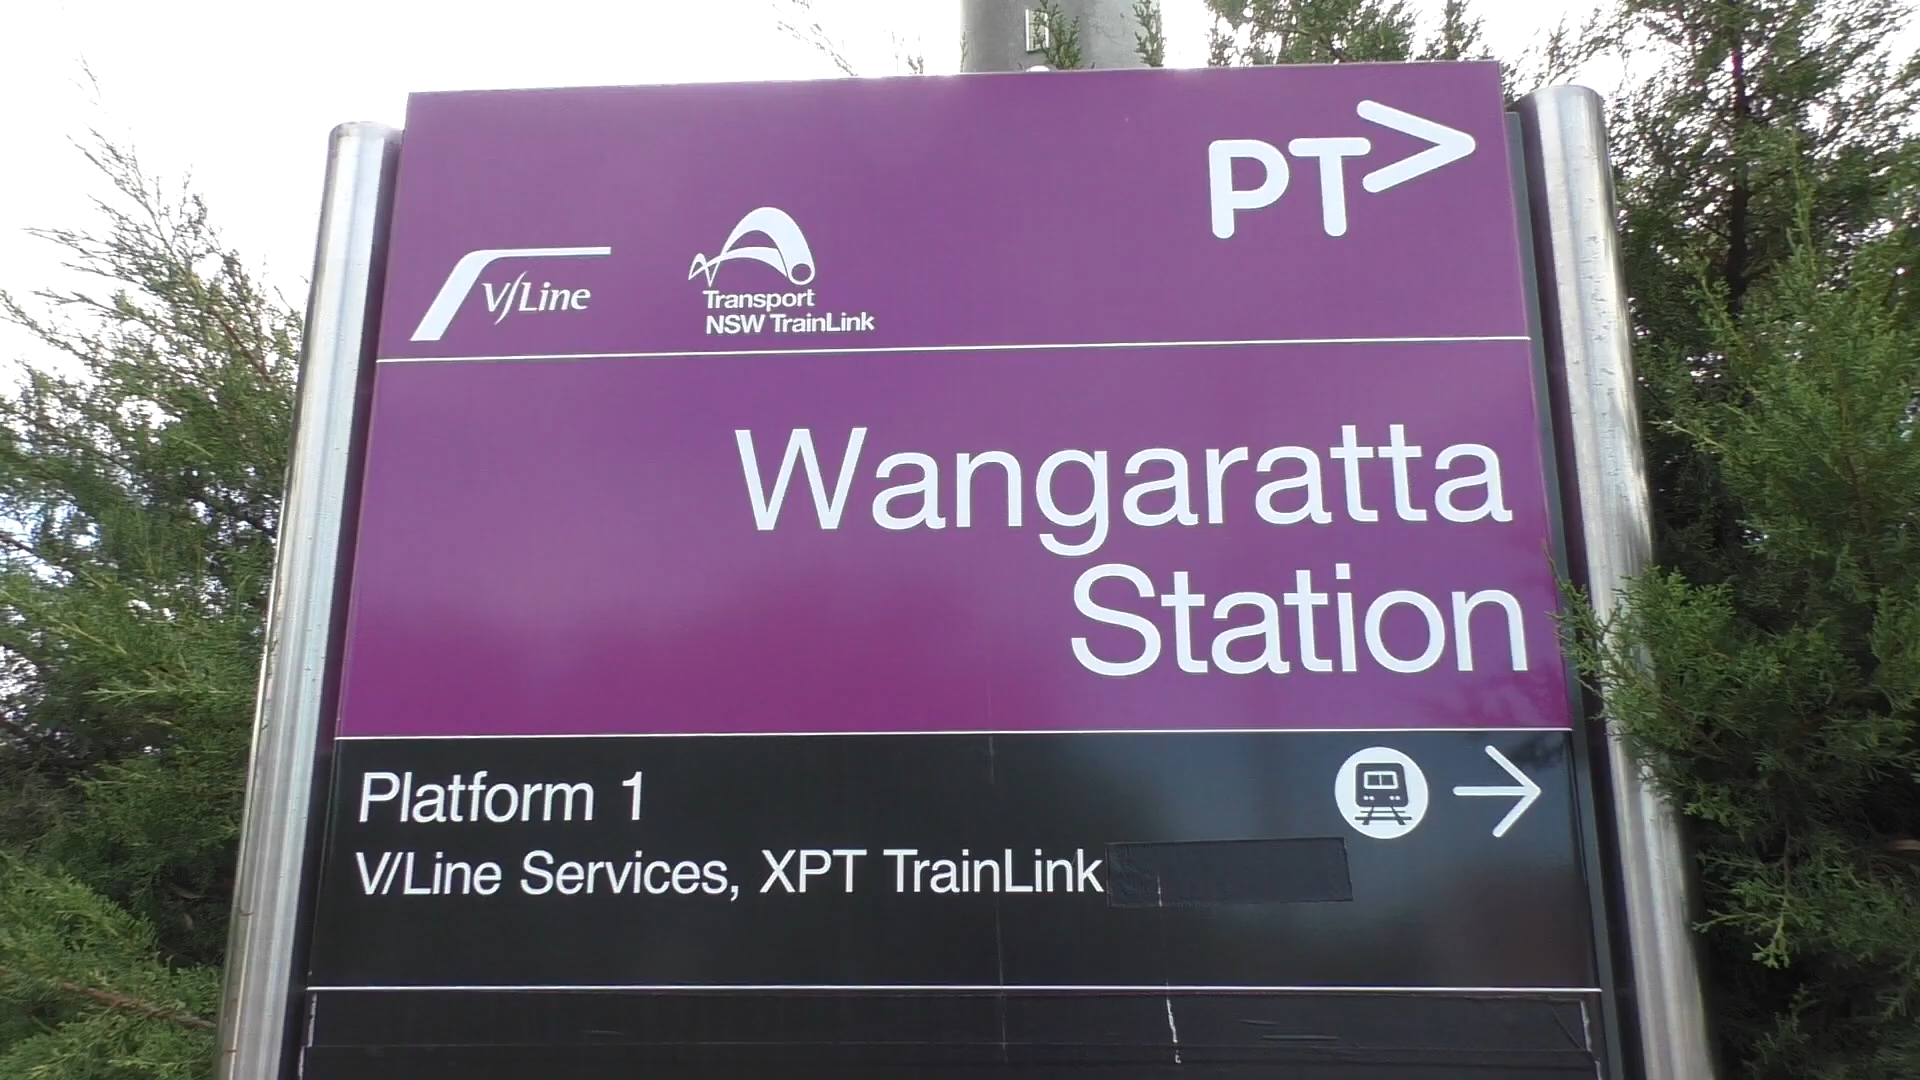 PT>
V/Line
Transport
NSW TrainLink
Wangaratta
Station
Platform 1
V/Line Services, XPT TrainLink